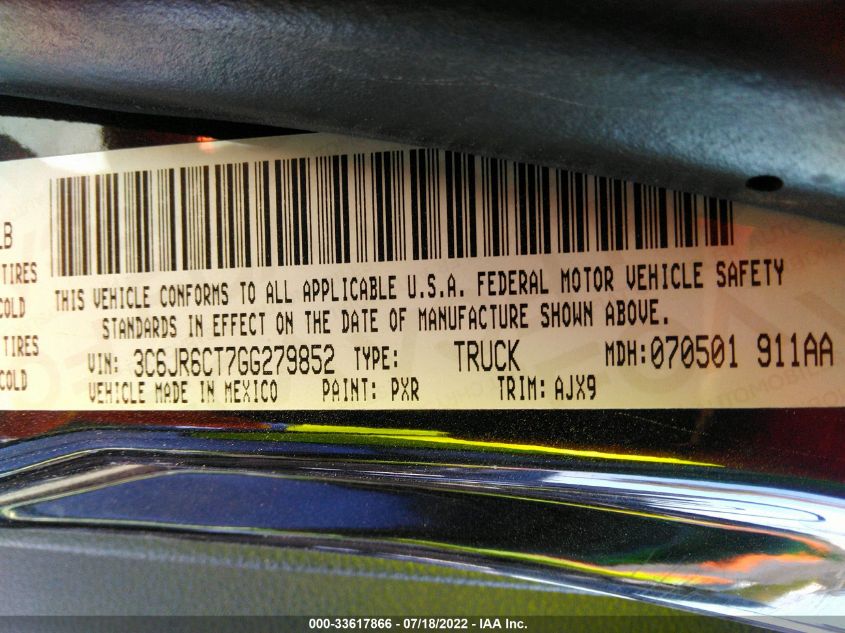 LB
TIRES
COLD
TIRES
COLD
THIS VEHICLE CONFORMS TO ALL APPLICABLE U.S.A. FEDERAL MOTOR VEHICLE SAFETY
STANDARDS IN EFFECT ON THE DATE OF MANUFACTURE SHOWN ABOVE.
VIN: 3C6JR6CT7GG279852 TYPE: TRUCK MDH:070501 911AA
VEHICLE MADE IN MEXICO PAINT: PXR TRIM: AJX9
000-33617866 - 07/18/2022 - IAA Inc.